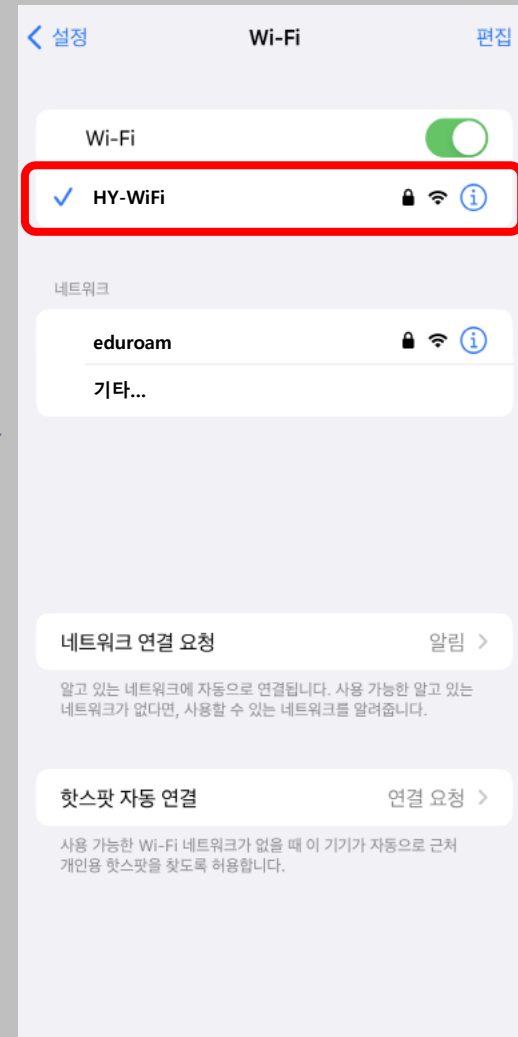 설정 Wi-Fi 편집
Wi-Fi
HY-WiFi
네트워크
eduroam
기타...
네트워크 연결 요청 알림
알고 있는 네트워크에 자동으로 연결됩니다. 사용 가능한 알고 있는
네트워크가 없다면, 사용할 수 있는 네트워크를 알려줍니다.
핫스팟 자동 연결 연결 요청
사용 가능한 Wi-Fi 네트워크가 없을 때 이 기기가 자동으로 근처
개인용 핫스팟을 찾도록 허용합니다.